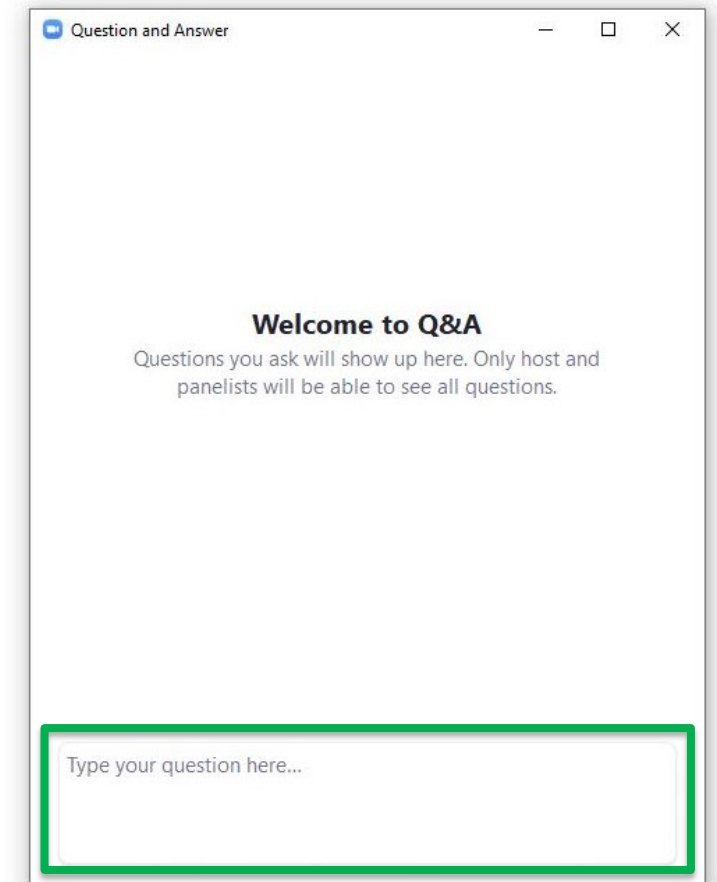 Question and Answer
Welcome to Q&A
Questions you ask will show up here. Only host and
panelists will be able to see all questions.
Type your question here...